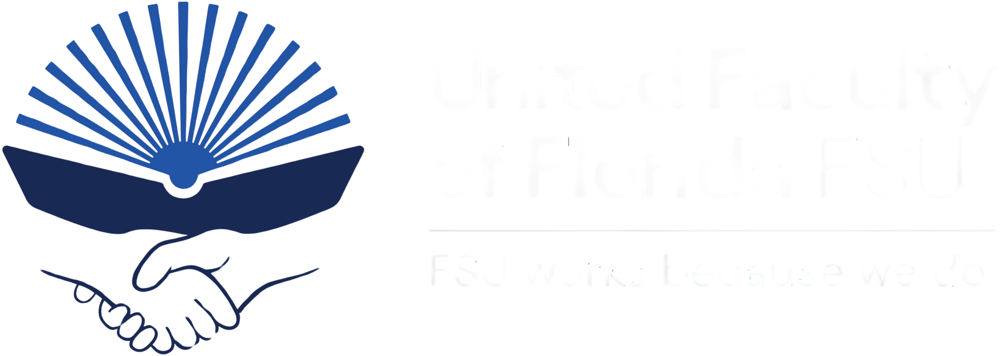 United Faculty
of Florida FSU
FSU works because we do